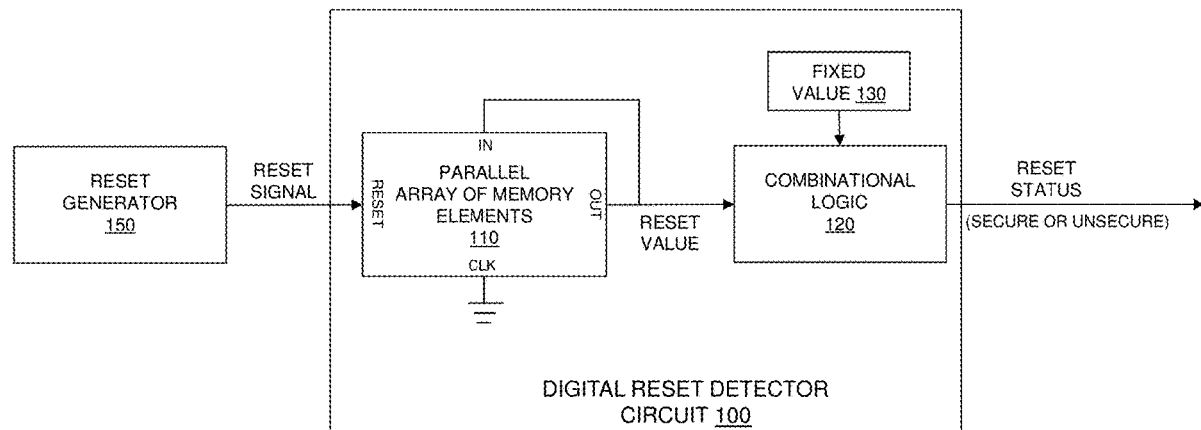 RESET
GENERATOR
150
RESET
SIGNAL
RESET
IN
PARALLEL
ARRAY OF MEMORY
ELEMENTS
110
CLK
OUT
RESET
VALUE
FIXED
VALUE 130
COMBINATIONAL
LOGIC
120
RESET
STATUS
(SECURE OR UNSECURE)
DIGITAL RESET DETECTOR
CIRCUIT 100